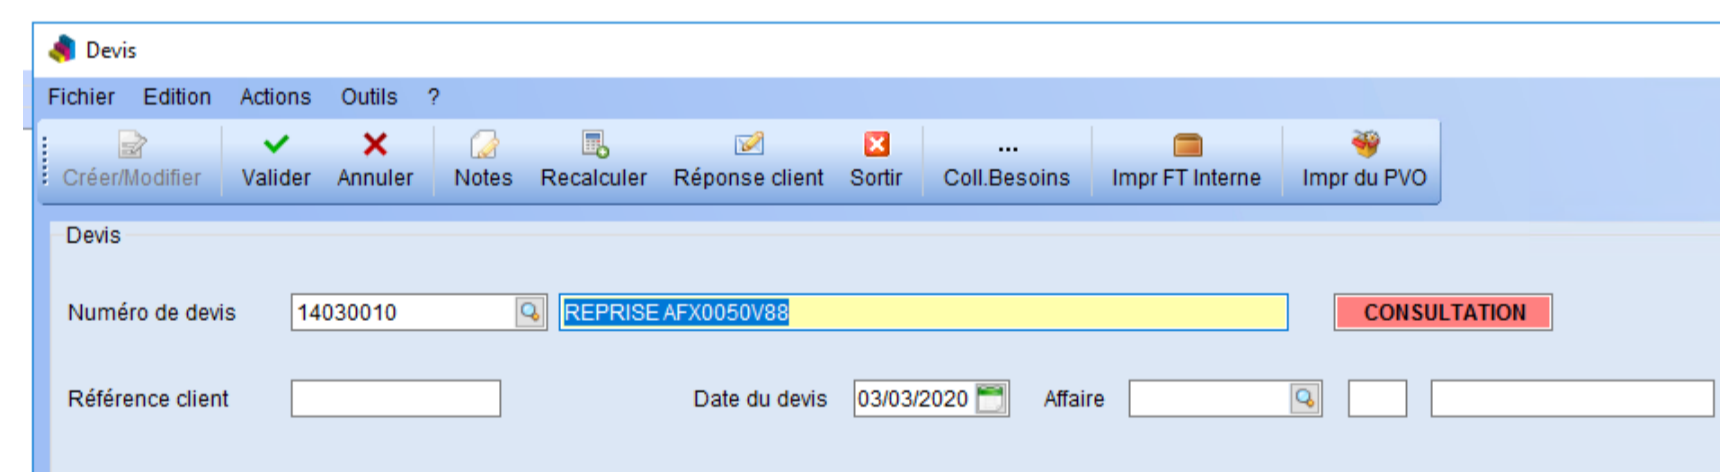 Devis
Fichier Edition Actions Outils ?
Créer/Modifier Valider Annuler Notes Recalculer Réponse client Sortir ... Coll.Besoins Impr FT Interne Impr du PVO
Devis
Numéro de devis 14030010 REPRISE AFX0050V88 CONSULTATION
Référence client Date du devis 03/03/2020 Affaire